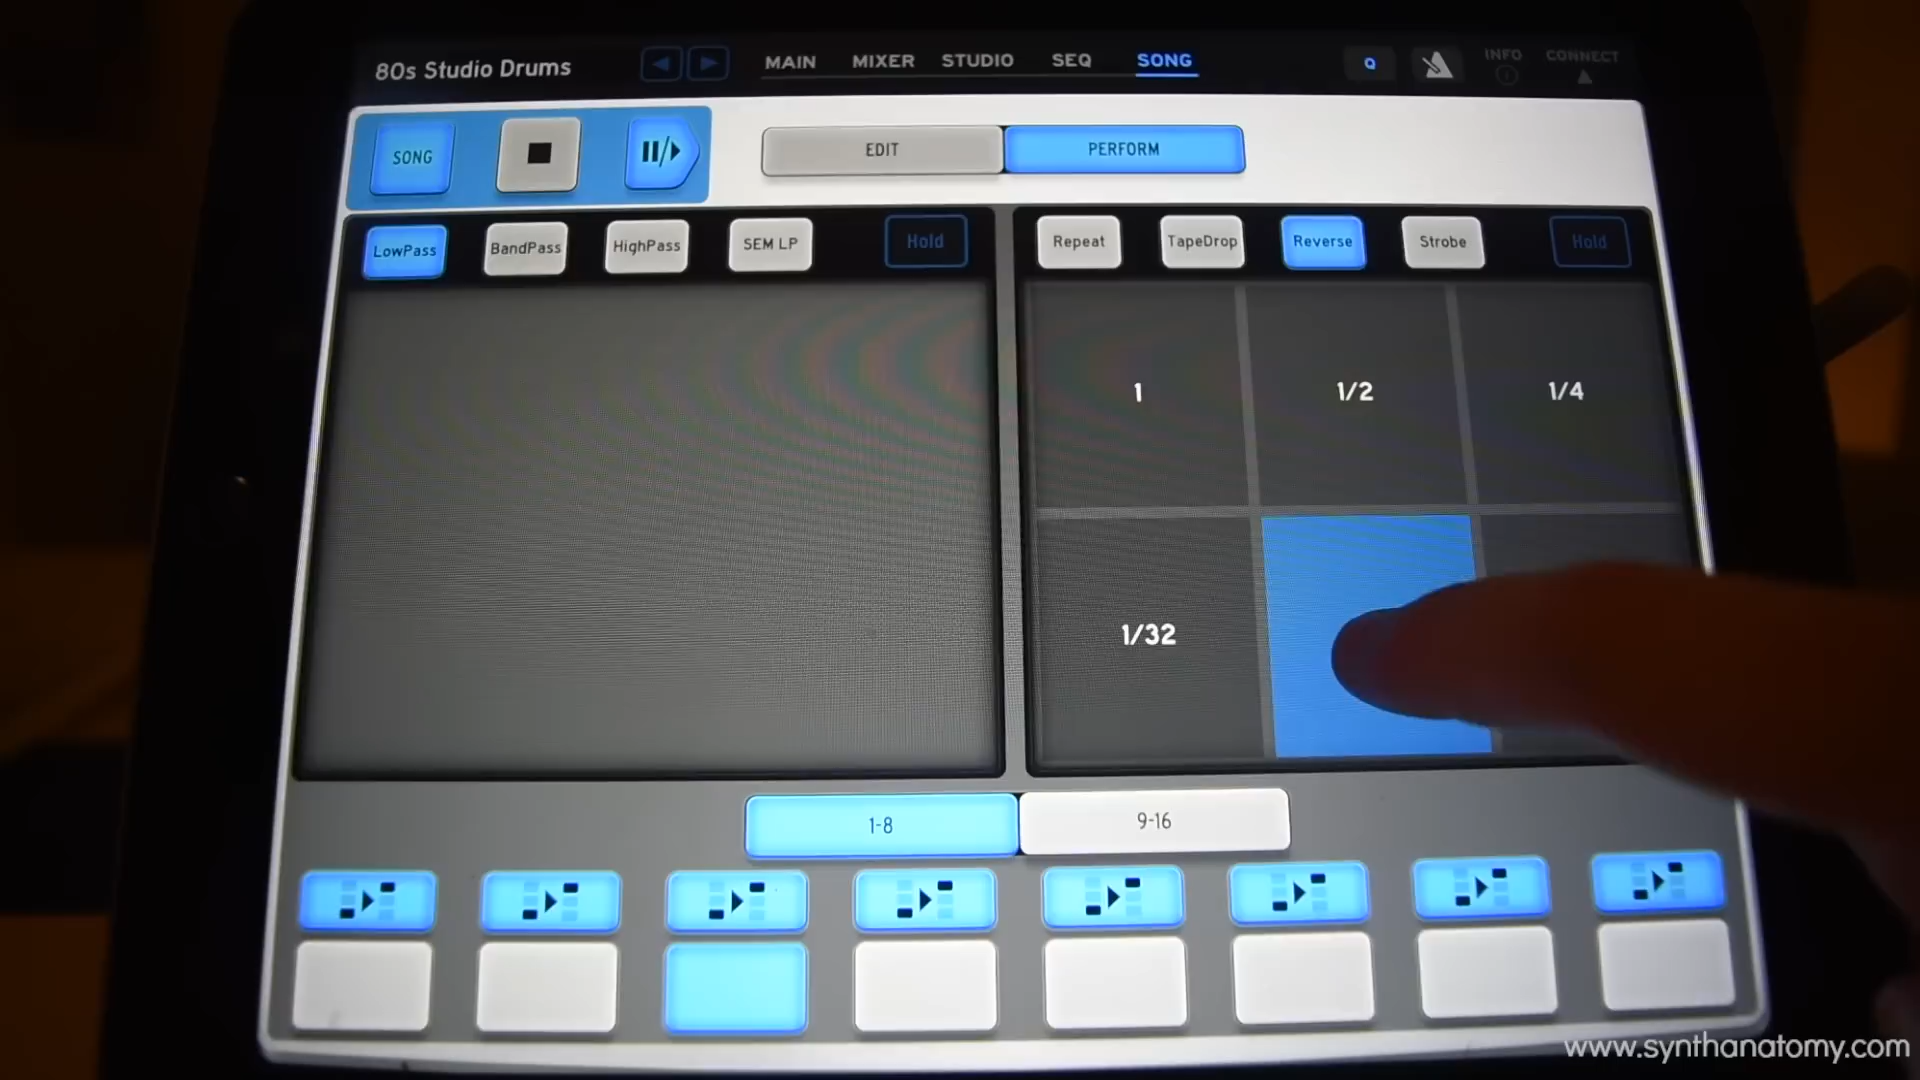 80s Studio Drums
MAIN MIXER STUDIO SEQ SONG
Q
INFO
CONNECT
SONG
EDIT
PERFORM
LowPass BandPass HighPass SEM LP Hold
Repeat TapeDrop Reverse Strobe Hold
1 1/2 1/4
1/32
1-8 9-16
www.synthanatomy.com